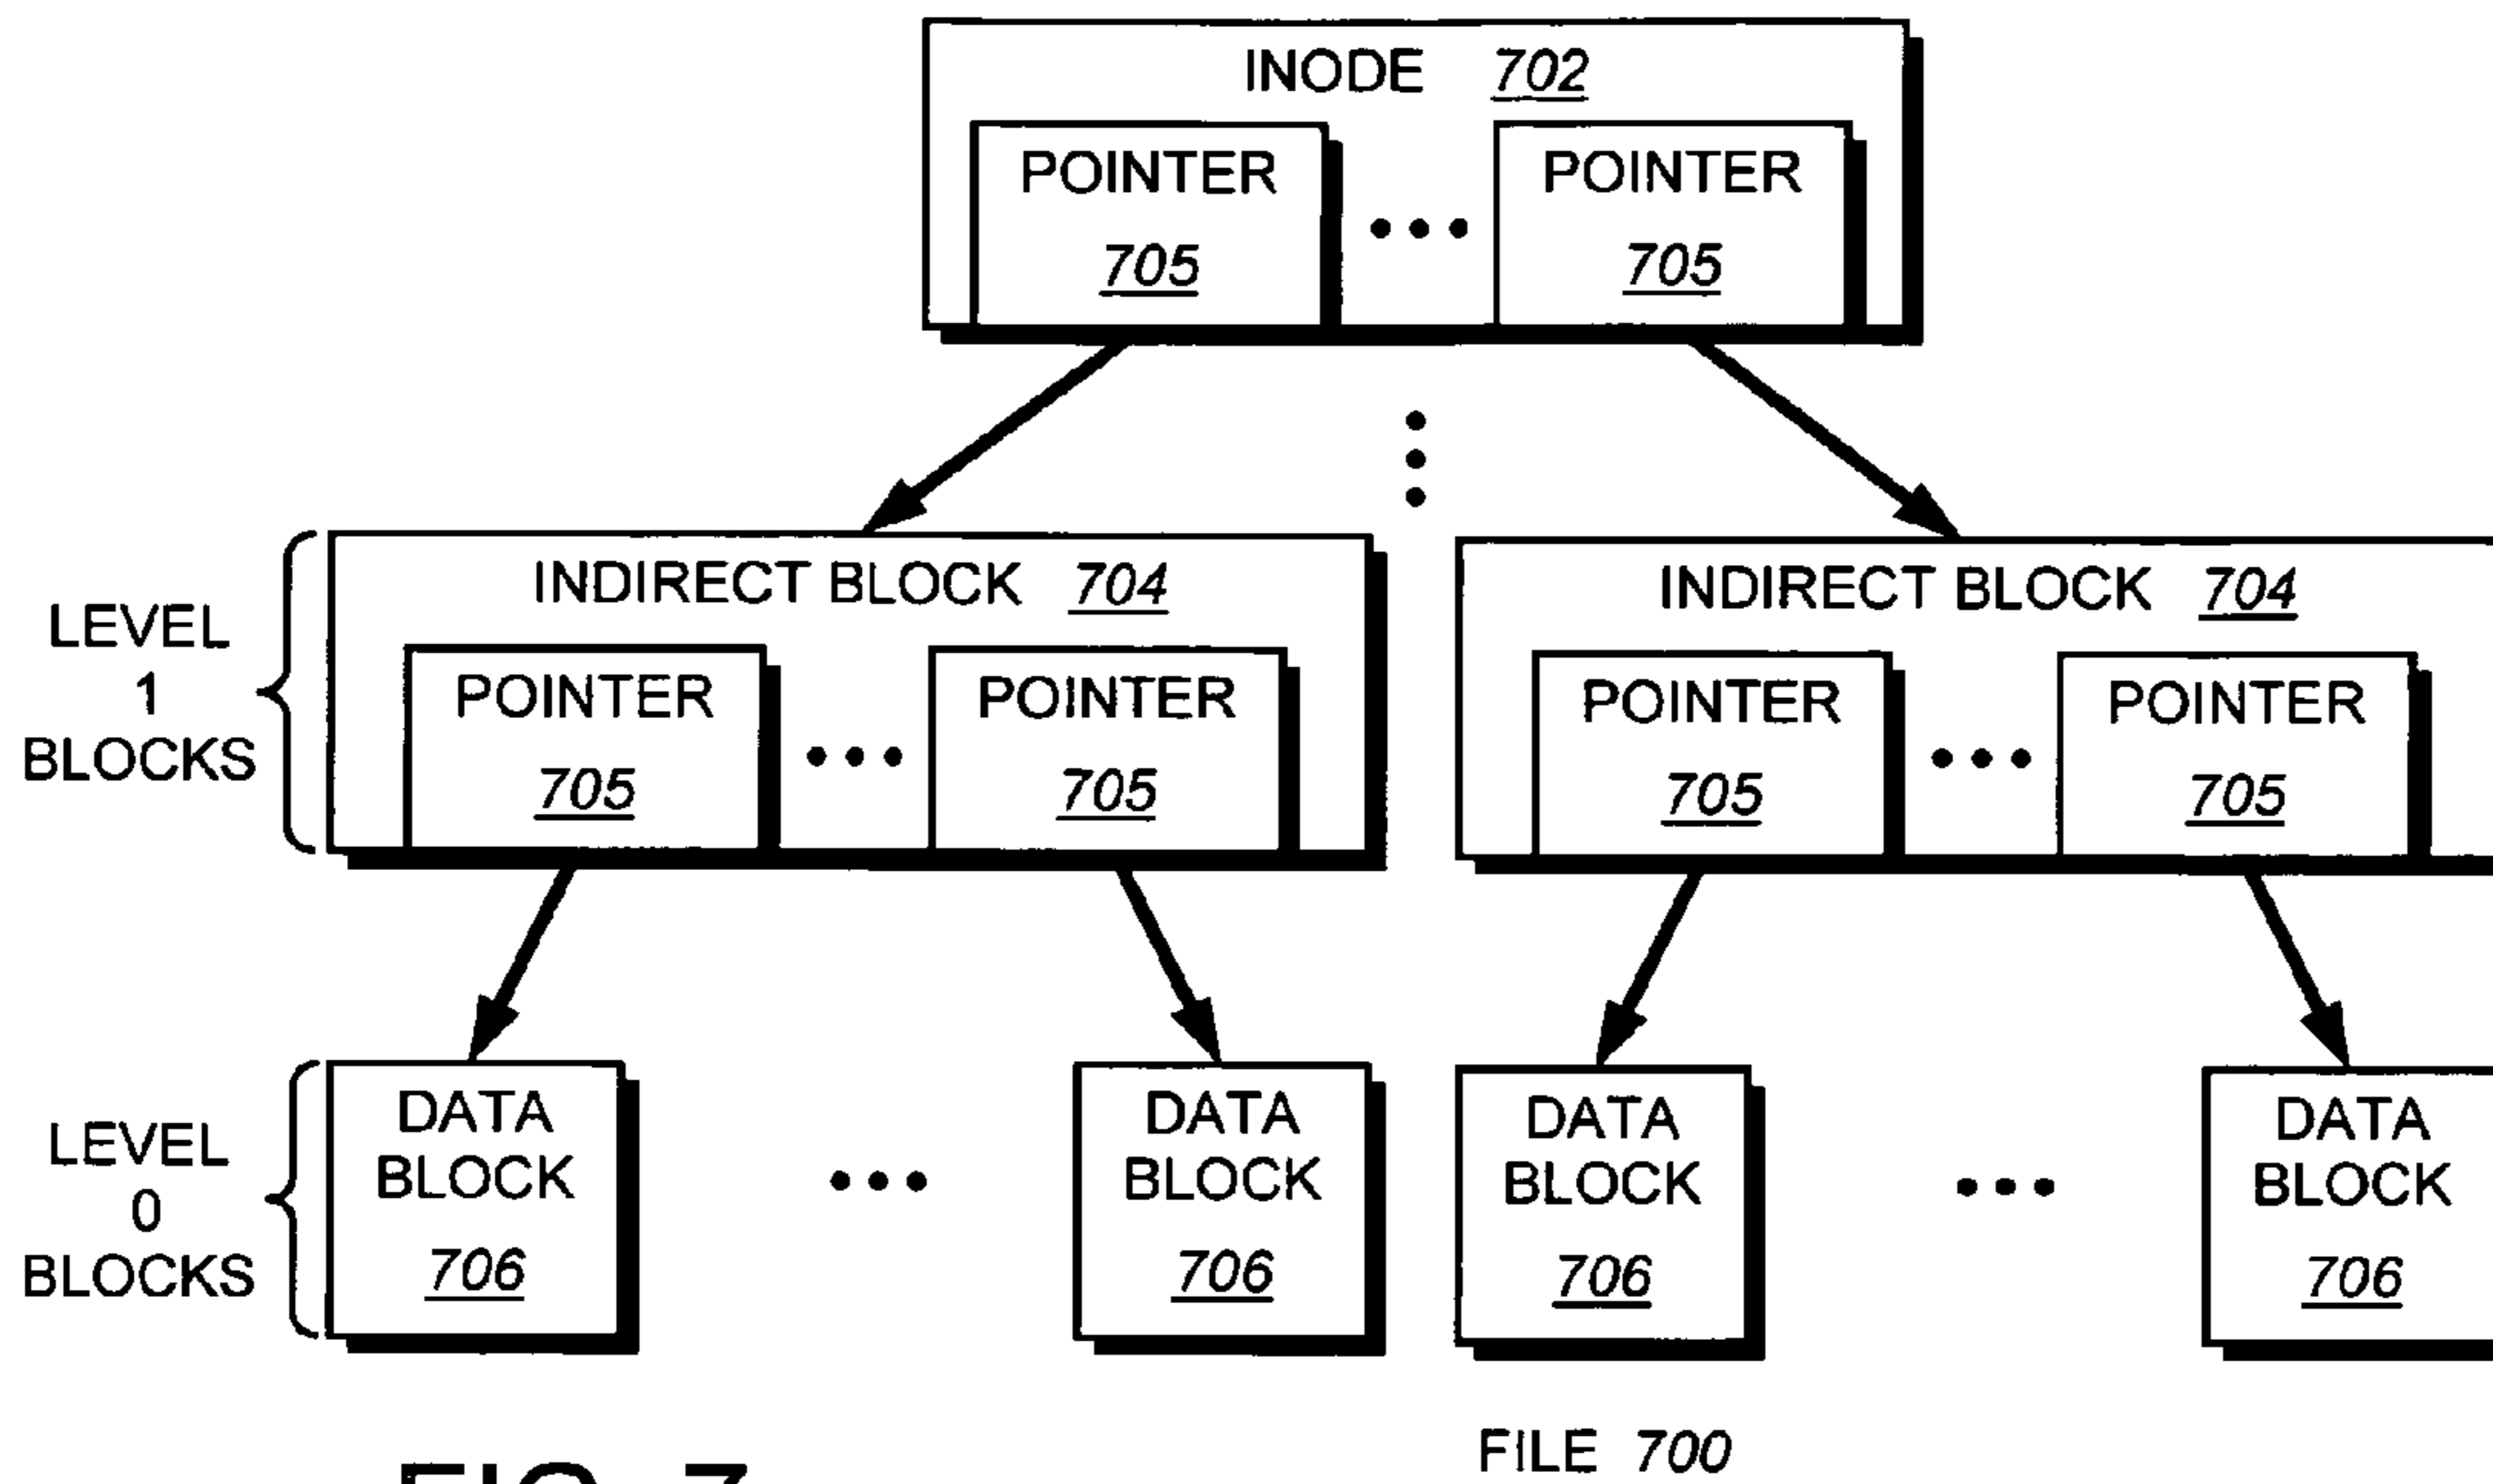 INODE 702
POINTER POINTER
705 ••• 705
INDIRECT BLOCK 704 INDIRECT BLOCK 704
LEVEL
1
BLOCKS
POINTER POINTER POINTER POINTER
705 ••• 705 705 ••• 705
LEVEL
0
BLOCKS
DATA DATA DATA DATA
BLOCK ••• BLOCK BLOCK ••• BLOCK
706 706 706 706
FILE 700
FIG. 7